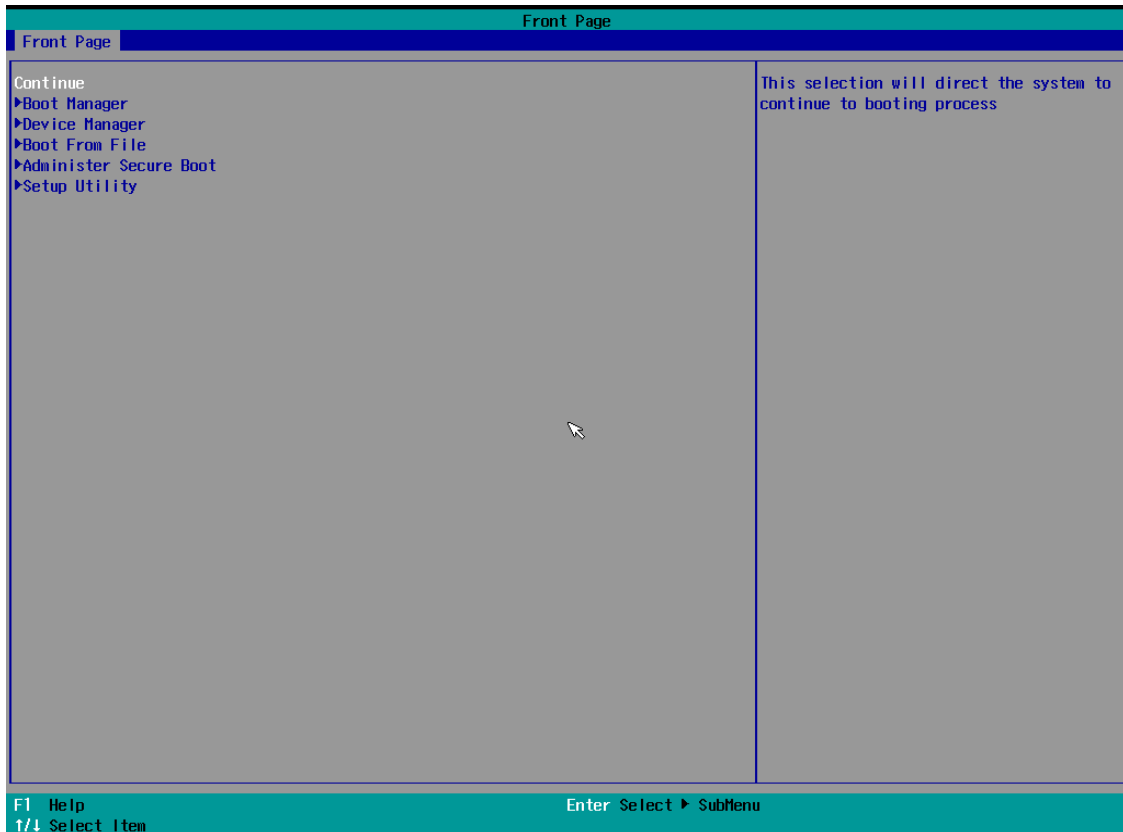 Front Page
Front Page
Continue
▶Boot Manager
▶Device Manager
▶Boot From File
▶Administer Secure Boot
▶Setup Utility
This selection will direct the system to
continue to booting process
F1 Help
Enter Select ▶ SubMenu
↑/↓ Select Item